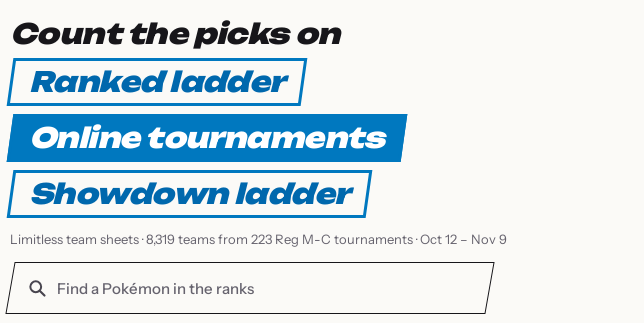 Count the picks on
Ranked ladder
Online tournaments
Showdown ladder
Limitless team sheets · 8,319 teams from 223 Reg M-C tournaments · Oct 12 – Nov 9
Find a Pokémon in the ranks